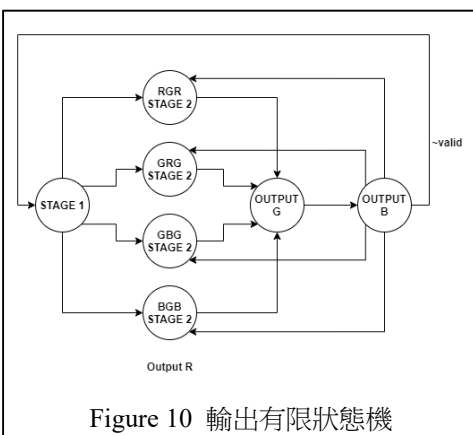 RGR
STAGE 2
~valid
GRG
STAGE 2
STAGE 1
OUTPUT
G
OUTPUT
B
GBG
STAGE 2
BGB
STAGE 2
Output R
Figure 10 輸出有限狀態機